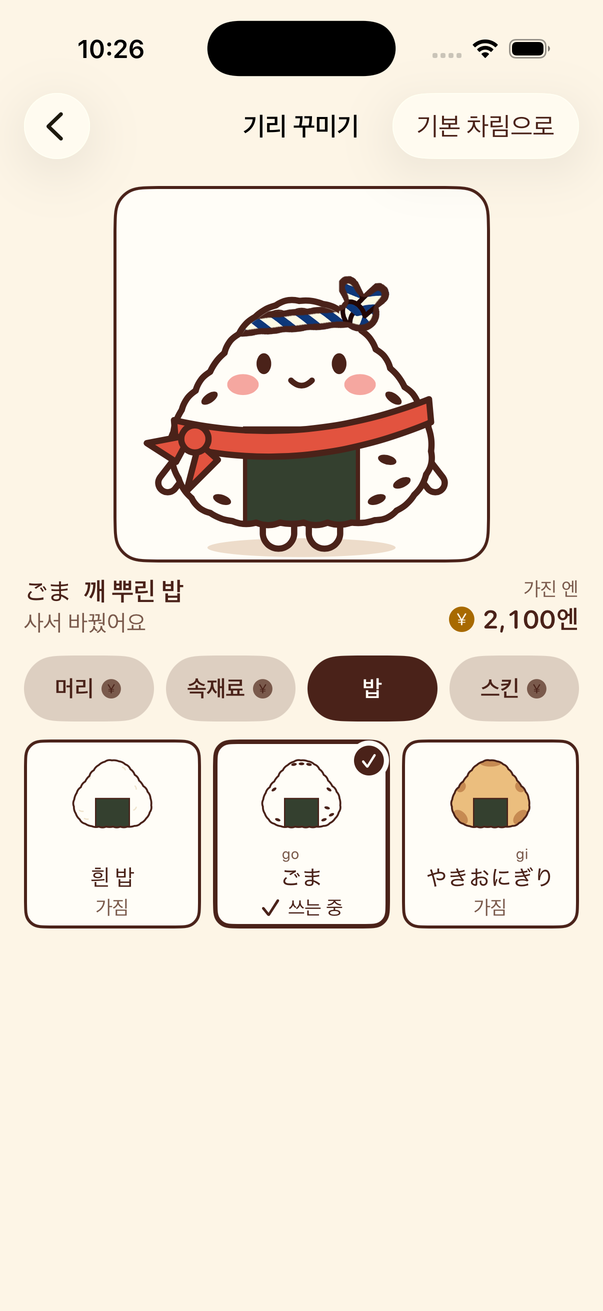 10:26
기리 꾸미기
기본 차림으로
ごま 깨 뿌린 밥
사서 바꿨어요
가진 엔
¥ 2,100엔
머리 ¥
속재료 ¥
밥
스킨 ¥
흰 밥
가짐
go
ごま
쓰는 중
gi
やきおにぎり
가짐